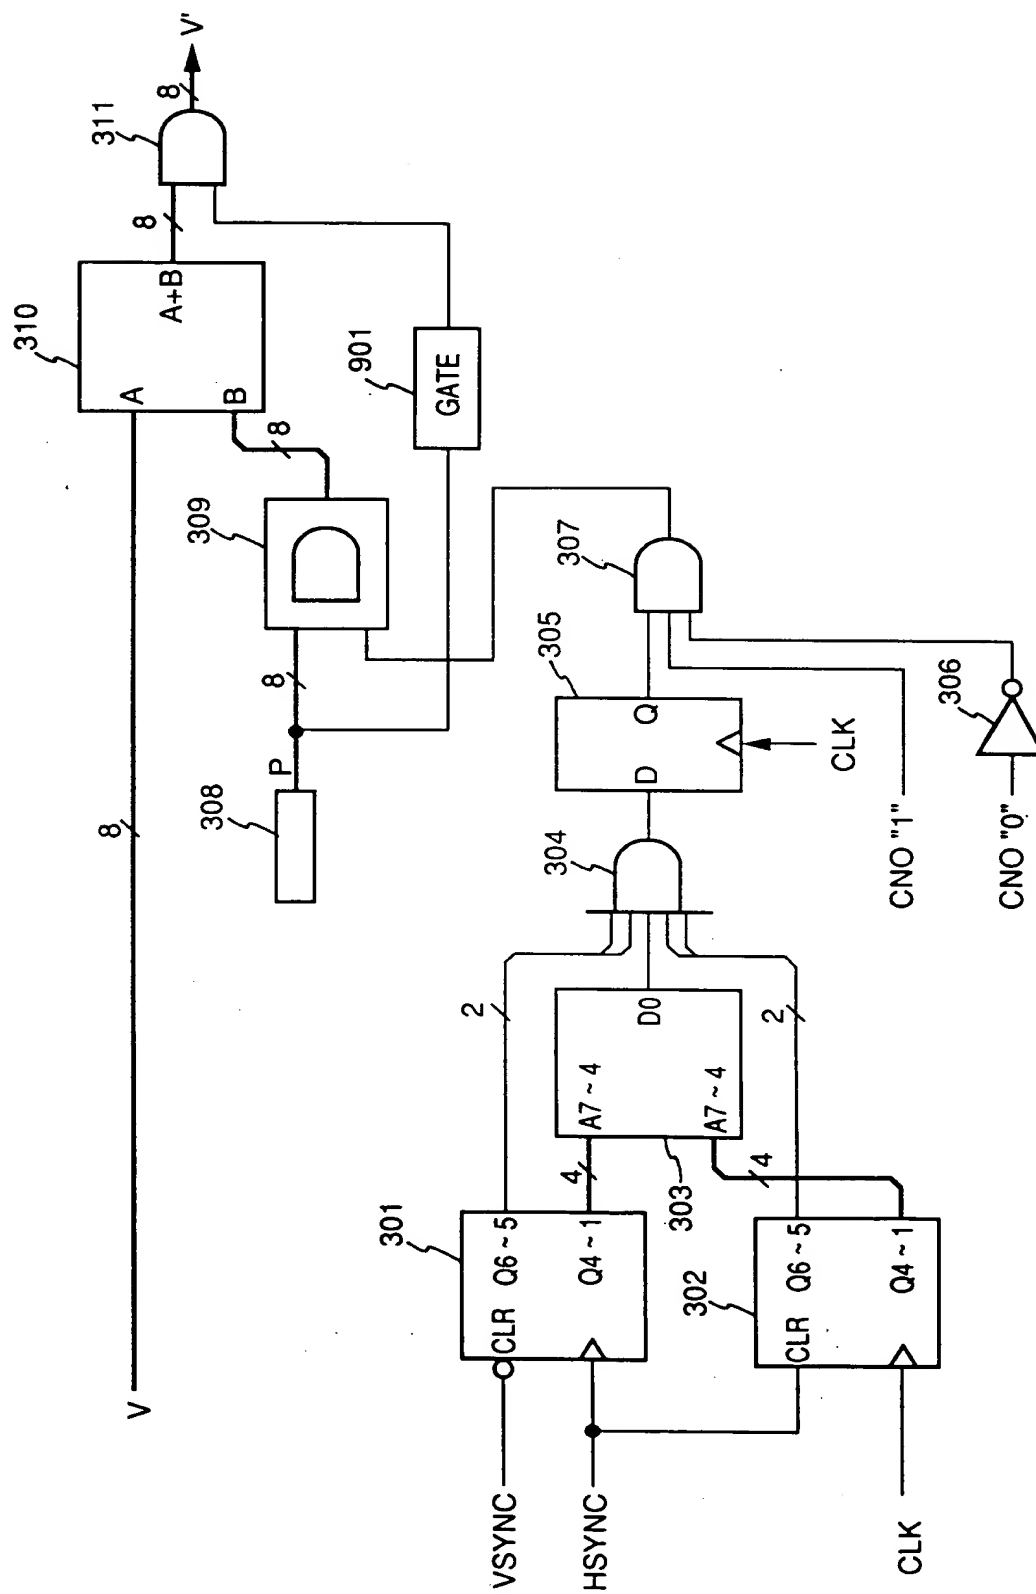 V
8
310
A
B
A+B
8
311
8
V'
309
8
8
308
P
901
GATE
VSYNC
HSYNC
301
CLR
Q6 ~ 5
Q4 ~ 1
2
4
303
A7 ~ 4
A7 ~ 4
D0
304
305
D
Q
CLK
307
CLK
302
CLR
Q6 ~ 5
Q4 ~ 1
2
4
CNO "1"
CNO "0"
306